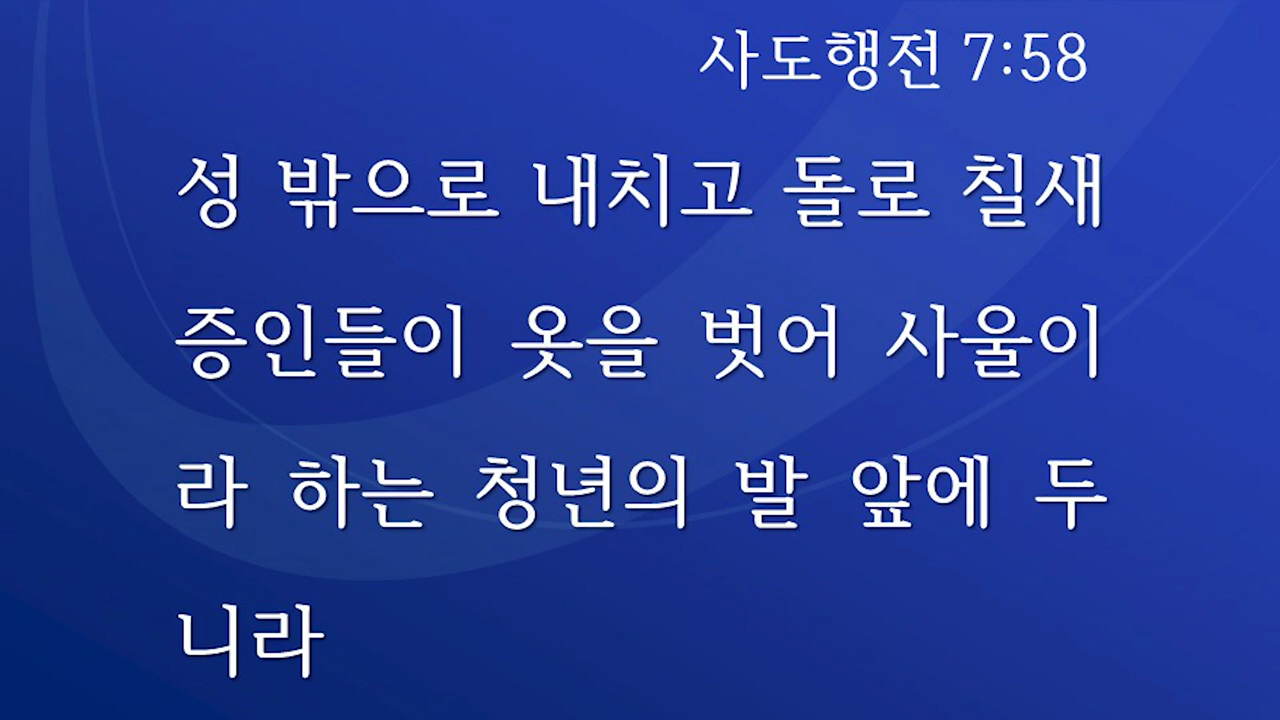 사도행전 7:58
성 밖으로 내치고 돌로 칠새
증인들이 옷을 벗어 사울이
라 하는 청년의 발 앞에 두
니라